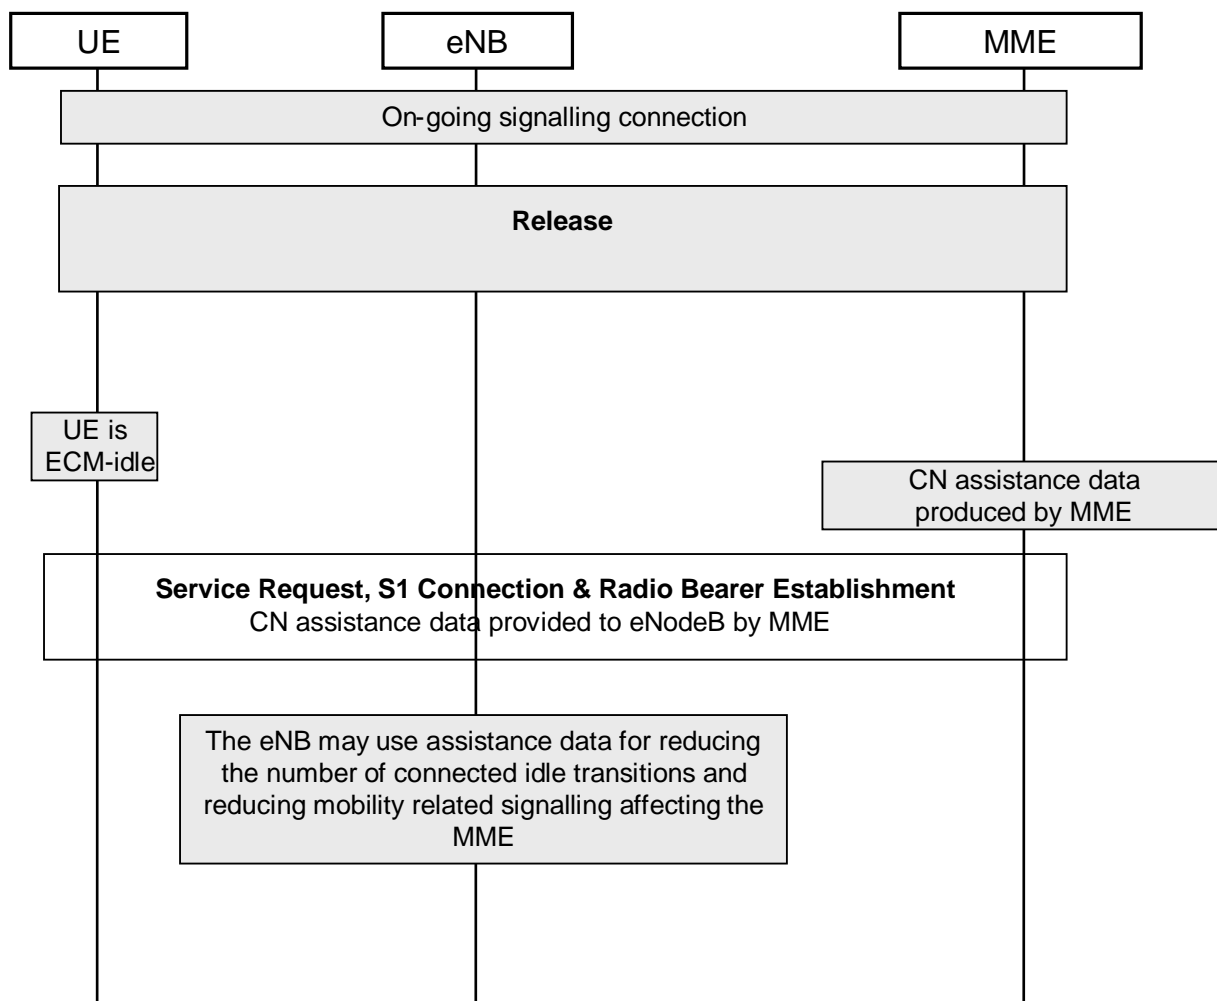 UE
eNB
MME
On-going signalling connection
Release
UE is
ECM-idle
CN assistance data
produced by MME
Service Request, S1 Connection & Radio Bearer Establishment
CN assistance data provided to eNodeB by MME
The eNB may use assistance data for reducing
the number of connected idle transitions and
reducing mobility related signalling affecting the
MME